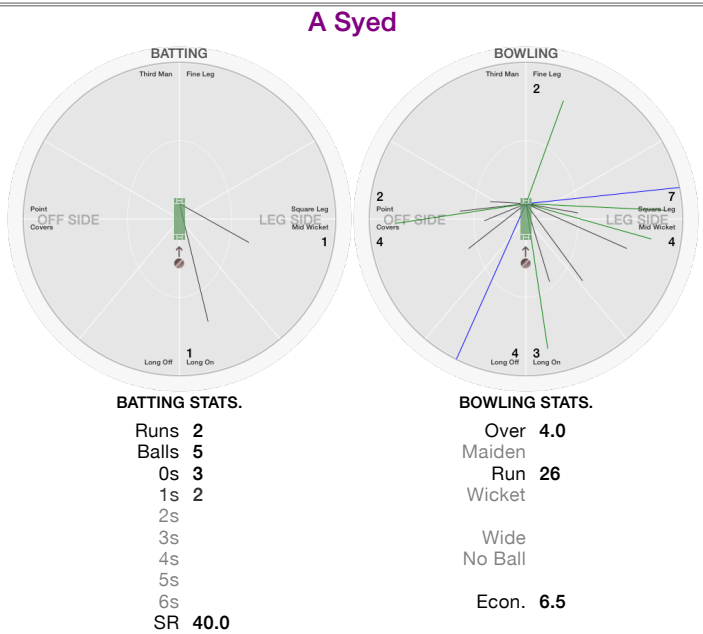 A Syed
BATTING
BOWLING
Third Man
Fine Leg
Third Man
Fine Leg
2
2
7
Point
Square Leg
Point
Square Leg
OFF SIDE
LEG SIDE
OFF SIDE
LEG SIDE
Covers
Mid Wicket
Covers
Mid Wicket
1
4
4
1
4
3
Long Off
Long On
Long Off
Long On
BATTING STATS.
BOWLING STATS.
Runs 2
Over 4.0
Balls 5
Maiden
0s 3
Run 26
1s 2
Wicket
2s
3s
Wide
4s
No Ball
5s
6s
Econ. 6.5
SR 40.0